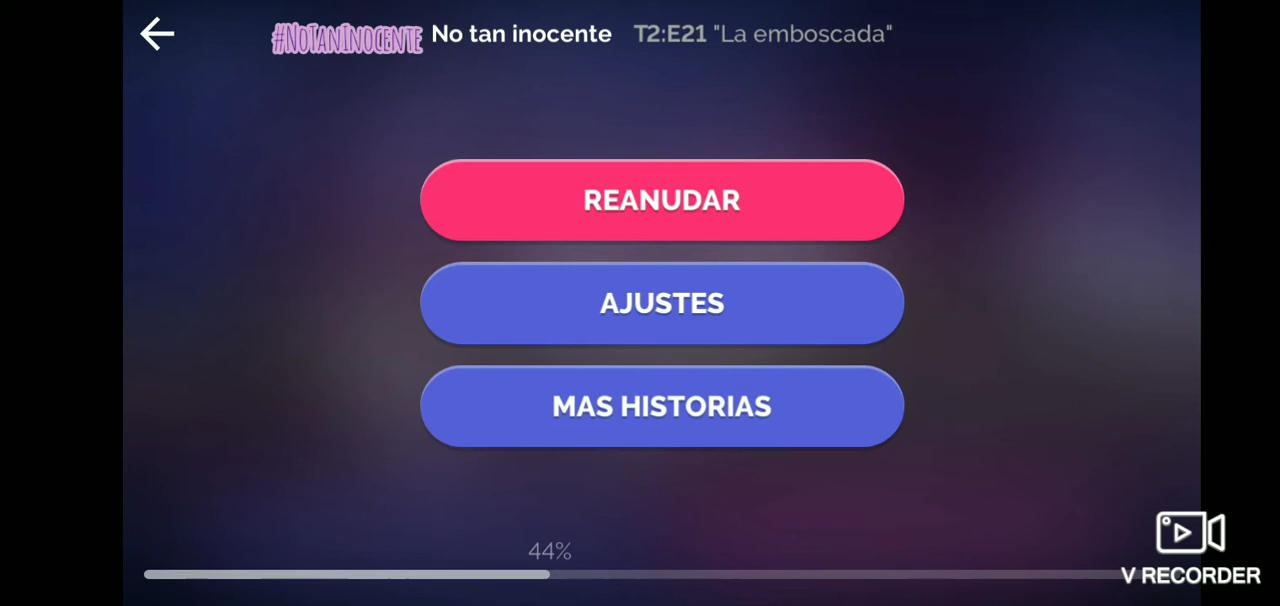 #NoTanInocente No tan inocente T2:E21 "La emboscada"
REANUDAR
AJUSTES
MAS HISTORIAS
44%
V RECORDER